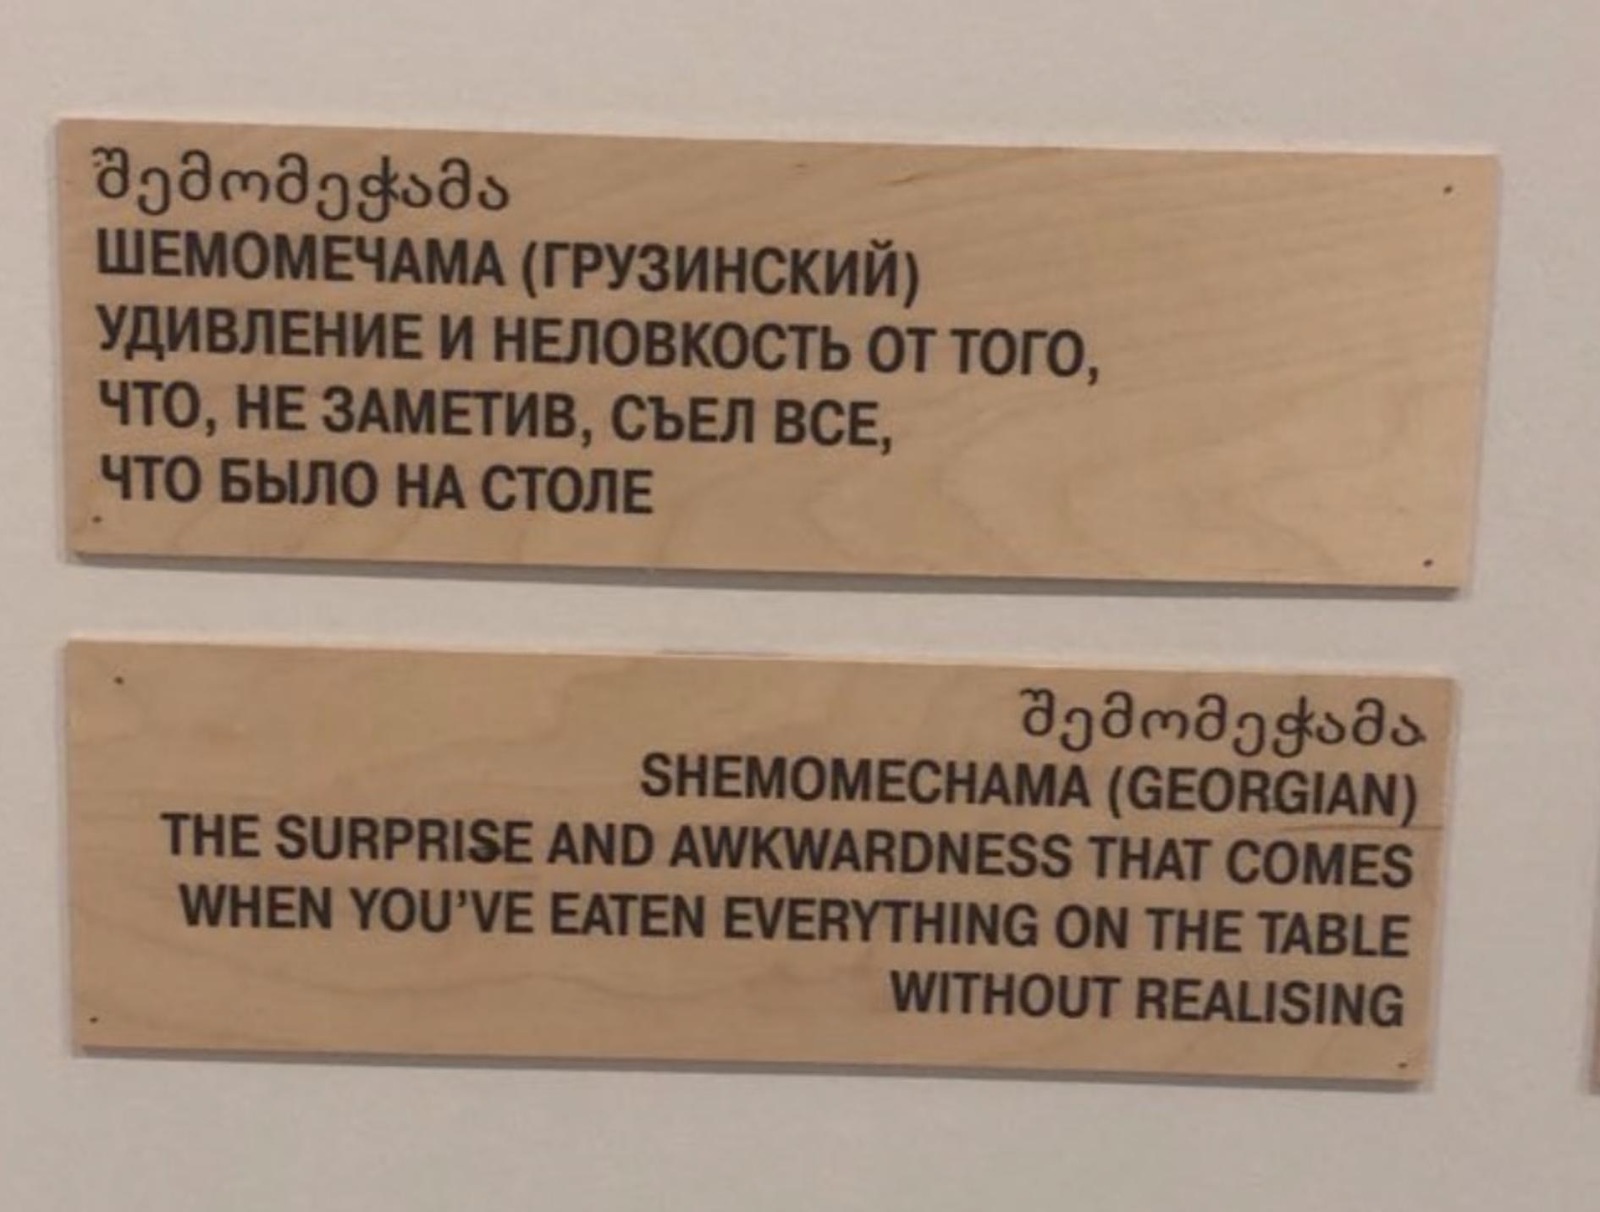 შემომეჭამა
ШЕМОМЕЧАМА (ГРУЗИНСКИЙ)
УДИВЛЕНИЕ И НЕЛОВКОСТЬ ОТ ТОГО,
ЧТО, НЕ ЗАМЕТИВ, СЪЕЛ ВСЕ,
ЧТО БЫЛО НА СТОЛЕ
შემომეჭამა
SHEMOMECHAMA (GEORGIAN)
THE SURPRISE AND AWKWARDNESS THAT COMES
WHEN YOU'VE EATEN EVERYTHING ON THE TABLE
WITHOUT REALISING